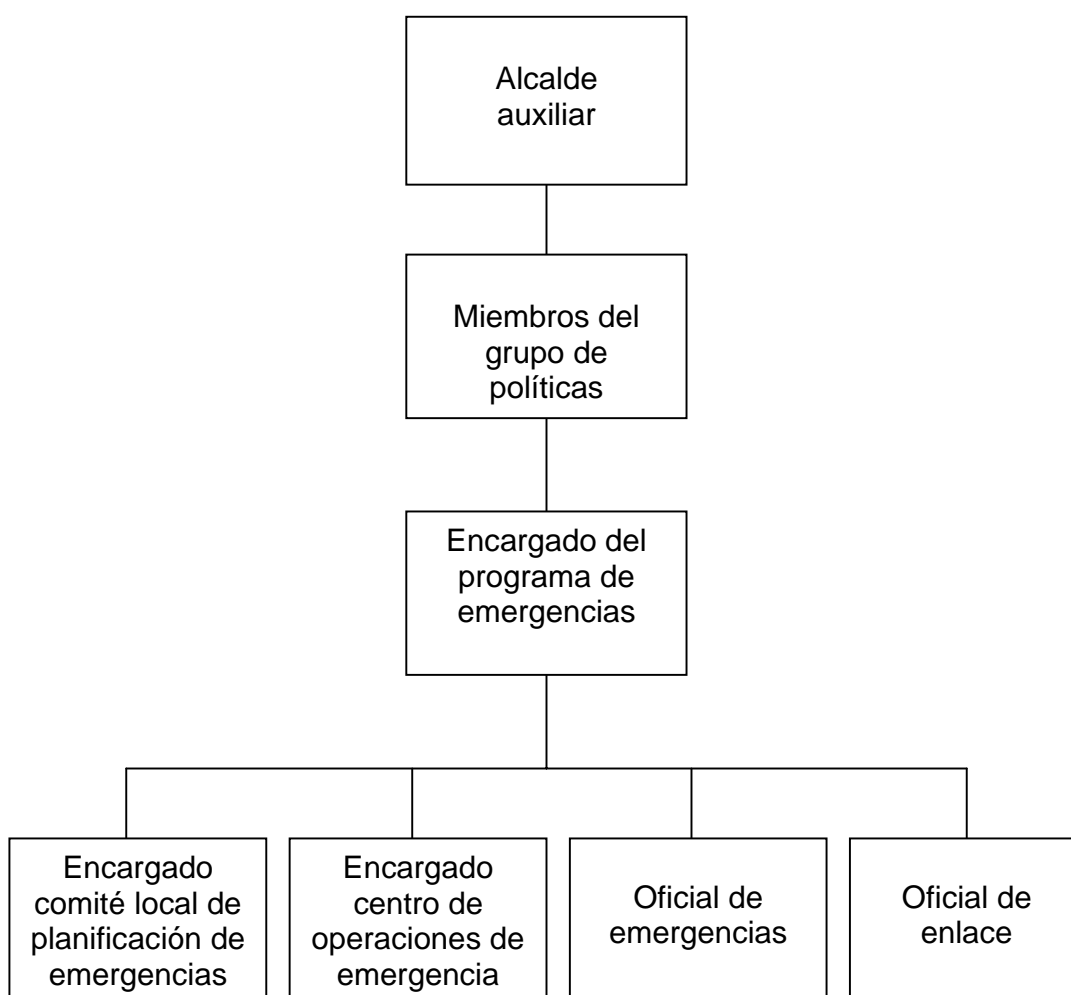 Alcalde
auxiliar
Miembros del
grupo de
políticas
Encargado del
programa de
emergencias
Encargado
comité local de
planificación de
emergencias
Encargado
centro de
operaciones de
emergencia
Oficial de
emergencias
Oficial de
enlace